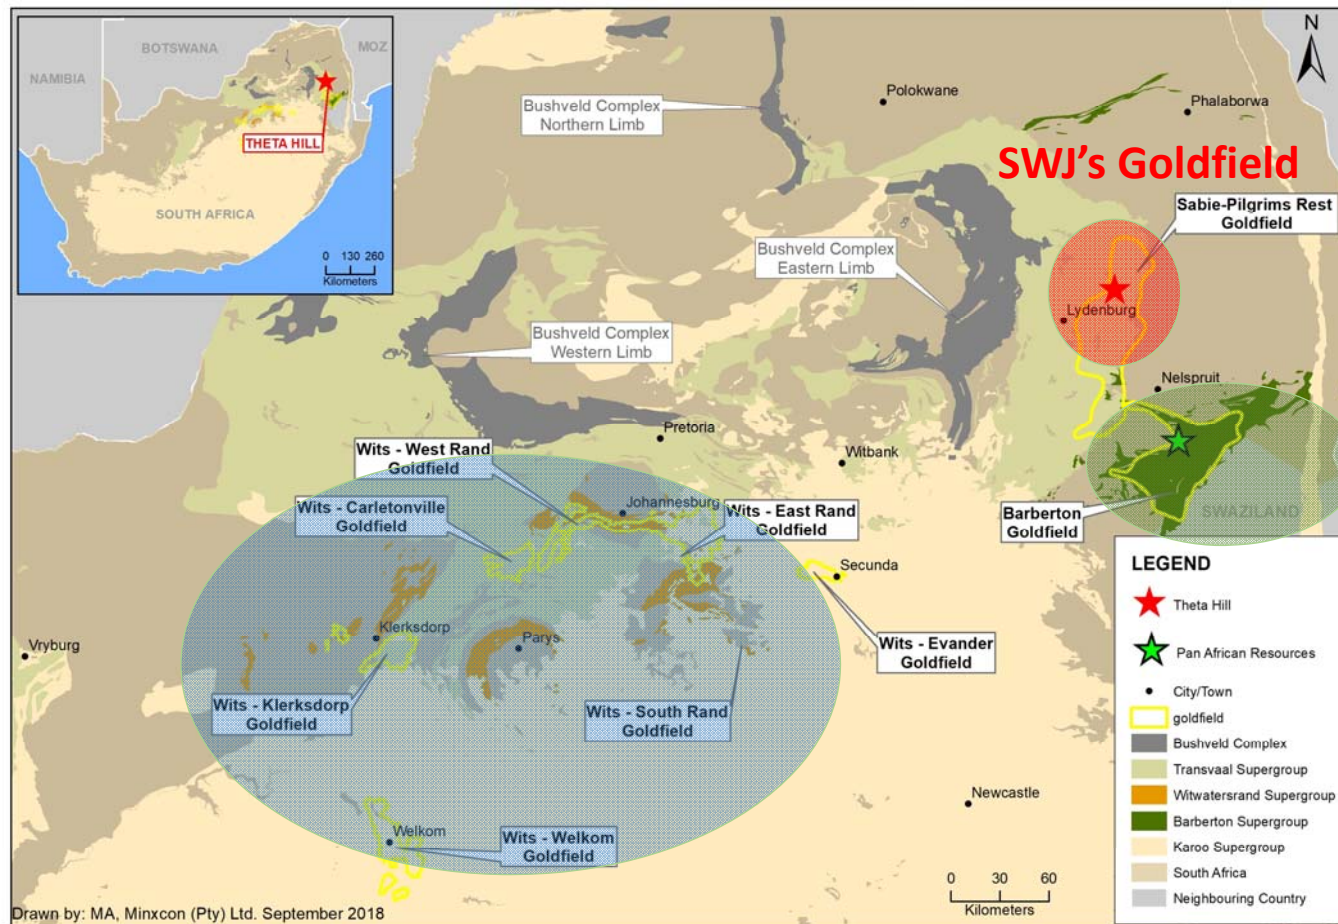 BOTSWANA
MOZ
NAMIBIA
THETA HILL
SOUTH AFRICA
0 130 260
Kilometers
N
Polokwane
Phalaborwa
Bushveld Complex
Northern Limb
SWJ's Goldfield
Sabie-Pilgrims Rest
Goldfield
Bushveld Complex
Eastern Limb
Lydenburg
Bushveld Complex
Western Limb
Nelspruit
Pretoria
Witbank
Wits - West Rand
Goldfield
Wits - Carletonville
Goldfield
Johannesburg
Wits - East Rand
Goldfield
Barberton
Goldfield
SWAZILAND
Secunda
Klerksdorp
Parys
Vryburg
Wits - Evander
Goldfield
Wits - Klerksdorp
Goldfield
Wits - South Rand
Goldfield
Newcastle
Welkom
Wits - Welkom
Goldfield
LEGEND
Theta Hill
Pan African Resources
City/Town
goldfield
Bushveld Complex
Transvaal Supergroup
Witwatersrand Supergroup
Barberton Supergroup
Karoo Supergroup
South Africa
Neighbouring Country
0 30 60
Kilometers
Drawn by: MA, Minxcon (Pty) Ltd. September 2018